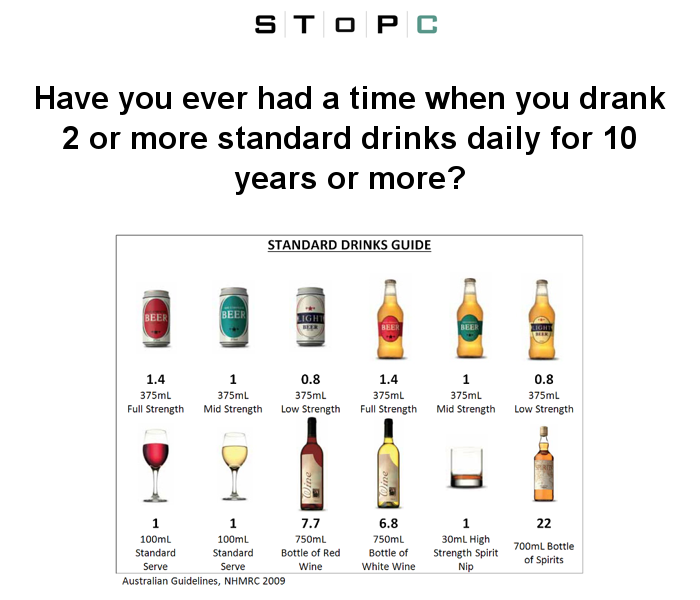 STOPC
Have you ever had a time when you drank
2 or more standard drinks daily for 10
years or more?
STANDARD DRINKS GUIDE
BEER BEER LIGHT BEER BEER BEER LIGHT BEER
1.4 1 0.8 1.4 1 0.8
375mL 375mL 375mL 375mL 375mL 375mL
Full Strength Mid Strength Low Strength Full Strength Mid Strength Low Strength
Wine Wine
1 1 7.7 6.8 1 22
100mL 100mL 750mL 750mL 30mL High 700mL Bottle
Standard Standard Bottle of Red Bottle of Strength Spirit of Spirits
Serve Serve Wine White Wine Nip
Australian Guidelines, NHMRC 2009